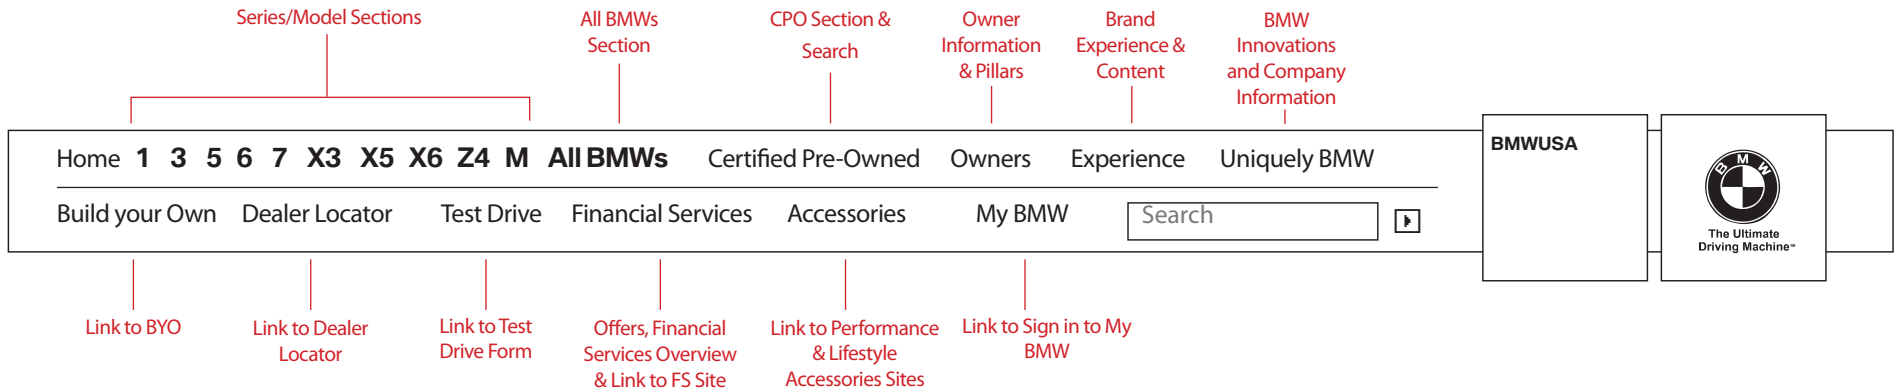 Series/Model Sections
All BMWs
Section
CPO Section &
Search
Owner
Information
& Pillars
Brand
Experience &
Content
BMW
Innovations
and Company
Information
Home 1 3 5 6 7 X3 X5 X6 Z4 M All BMWs Certified Pre-Owned Owners Experience Uniquely BMW
Build your Own Dealer Locator Test Drive Financial Services Accessories My BMW Search
BMWUSA
BMW
The Ultimate
Driving Machine™
Link to BYO
Link to Dealer
Locator
Link to Test
Drive Form
Offers, Financial
Services Overview
& Link to FS Site
Link to Performance
& Lifestyle
Accessories Sites
Link to Sign in to My
BMW